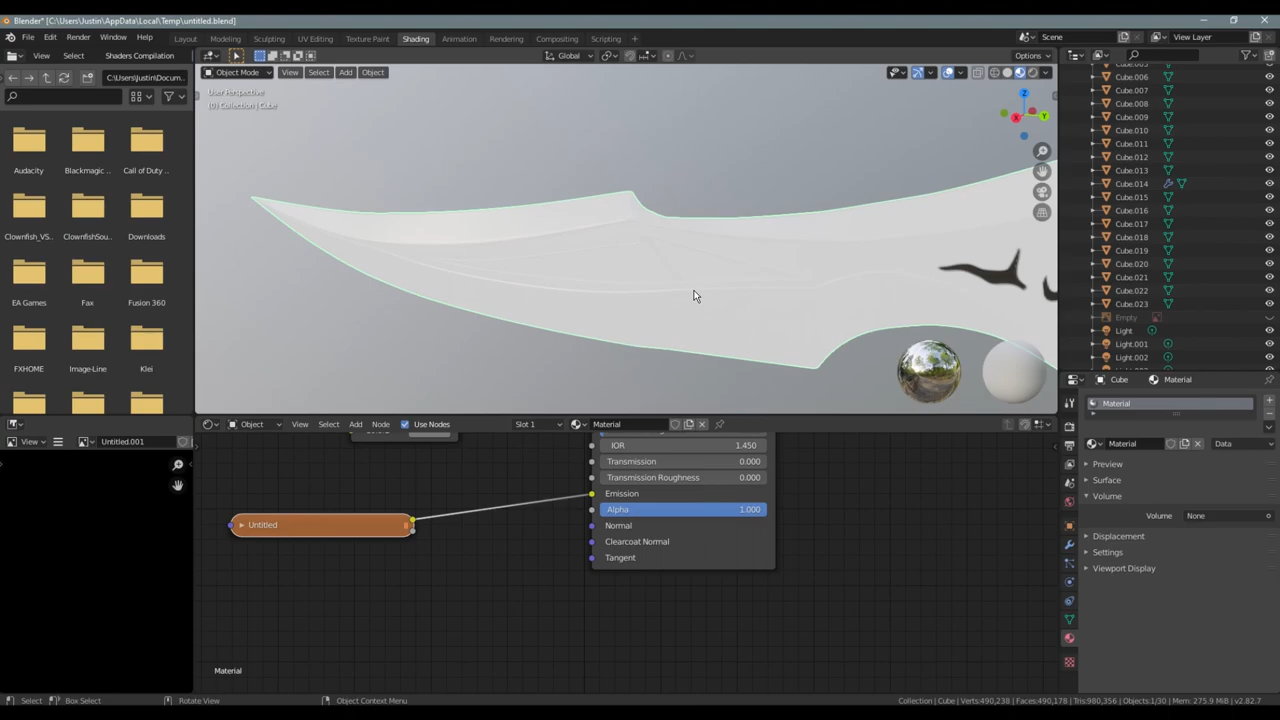 Blender* [C:\Users\Justin\AppData\Local\Temp\untitled.blend]
File Edit Render Window Help Layout Modeling Sculpting UV Editing Texture Paint Shading Animation Rendering Compositing Scripting + Scene View Layer
View Shaders Compilation Global Options
C:\Users\Justin\Docum... Object Mode View Select Add Object
User Perspective
(0) Collection | Cube
Audacity Blackmagic .. Call of Duty ...
Clownfish_VS.. ClownfishSou... Downloads
EA Games Fax Fusion 360
FXHOME Image-Line Klei
Cube.005
Cube.006
Cube.007
Cube.008
Cube.009
Cube.010
Cube.011
Cube.012
Cube.013
Cube.014
Cube.015
Cube.016
Cube.017
Cube.018
Cube.019
Cube.020
Cube.021
Cube.022
Cube.023
Empty
Light
Light.001
Light.002
X Y Z
Cube Material
Material
Material Data
Preview
Surface
Volume
Volume None
Displacement
Settings
Viewport Display
View Untitled.001
Object View Select Add Node Use Nodes Slot 1 Material
IOR 1.450
Transmission 0.000
Transmission Roughness 0.000
Emission
Alpha 1.000
Normal
Clearcoat Normal
Tangent
Untitled
Material
Select Box Select Rotate View Object Context Menu Collection | Cube | Verts:490,238 | Faces:490,178 | Tris:980,356 | Objects:1/30 | Mem: 275.9 MiB | v2.82.7